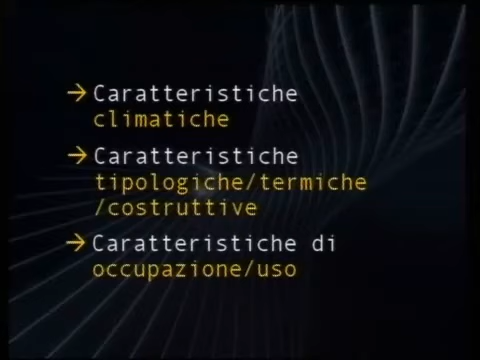 → Caratteristiche
climatiche
→ Caratteristiche
tipologiche/termiche
/costruttive
→ Caratteristiche di
occupazione/uso